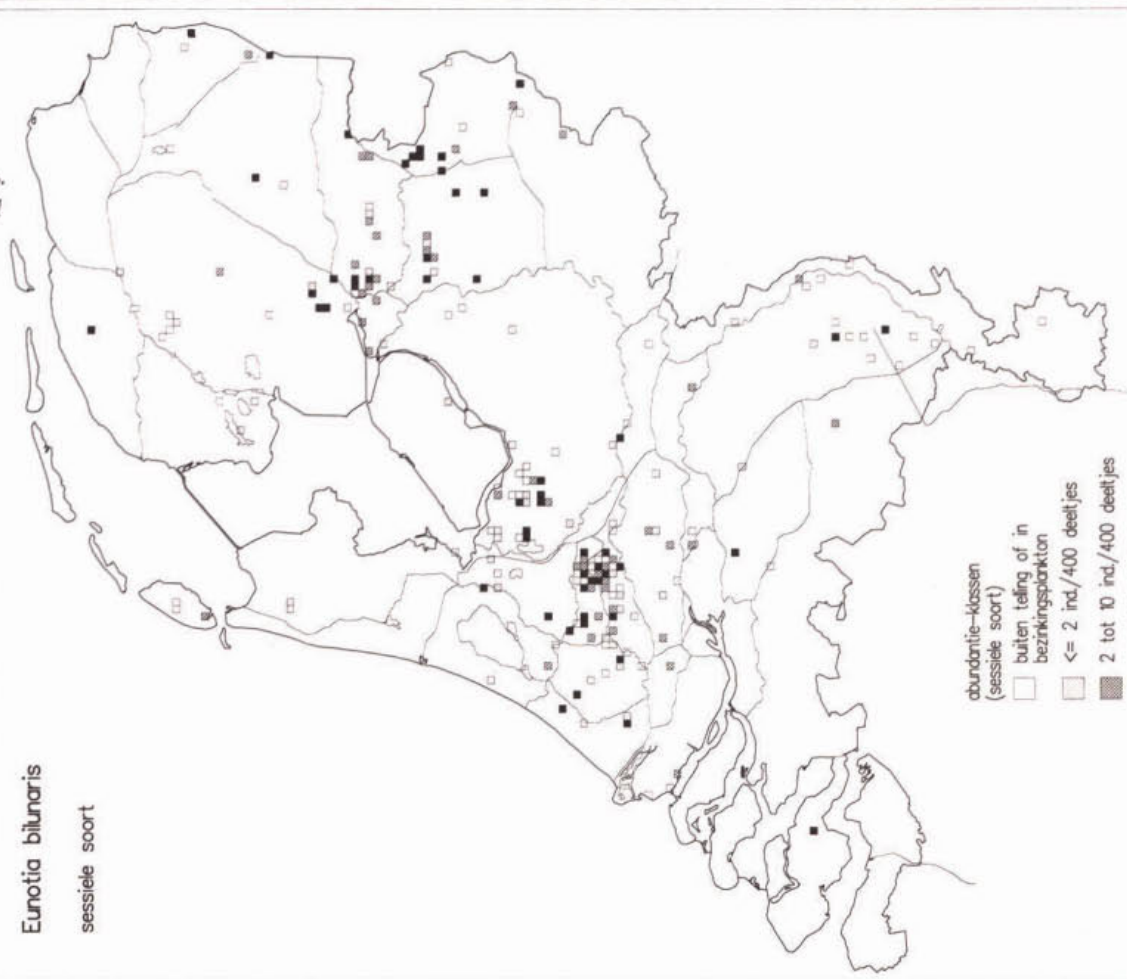 Eunotia bilunaris
sessiele soort
abundantie-klassen
(sessiele soort)
buiten telling of in
bezinkingsplankton
<= 2 ind./400 deeltjes
2 tot 10 ind./400 deeltjes